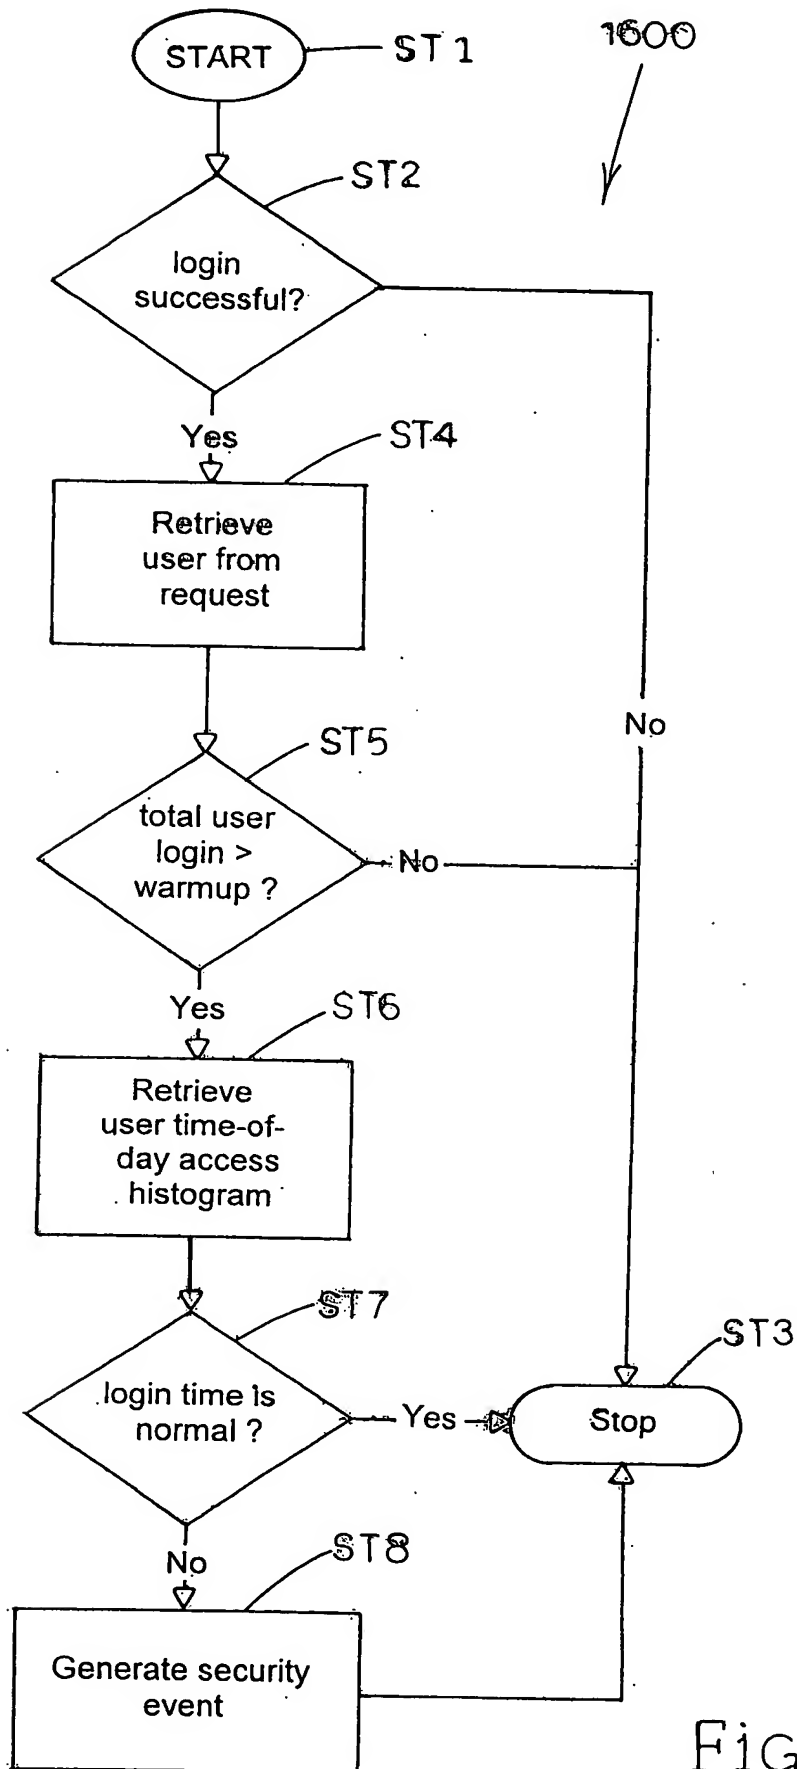 START
ST1
1600
ST2
login
successful?
Yes
ST4
Retrieve
user from
request
No
ST5
total user
login >
warmup ?
No
Yes
ST6
Retrieve
user time-of-
day access
histogram
ST7
ST3
login time is
normal ?
Yes
Stop
No
ST8
Generate security
event
Fig